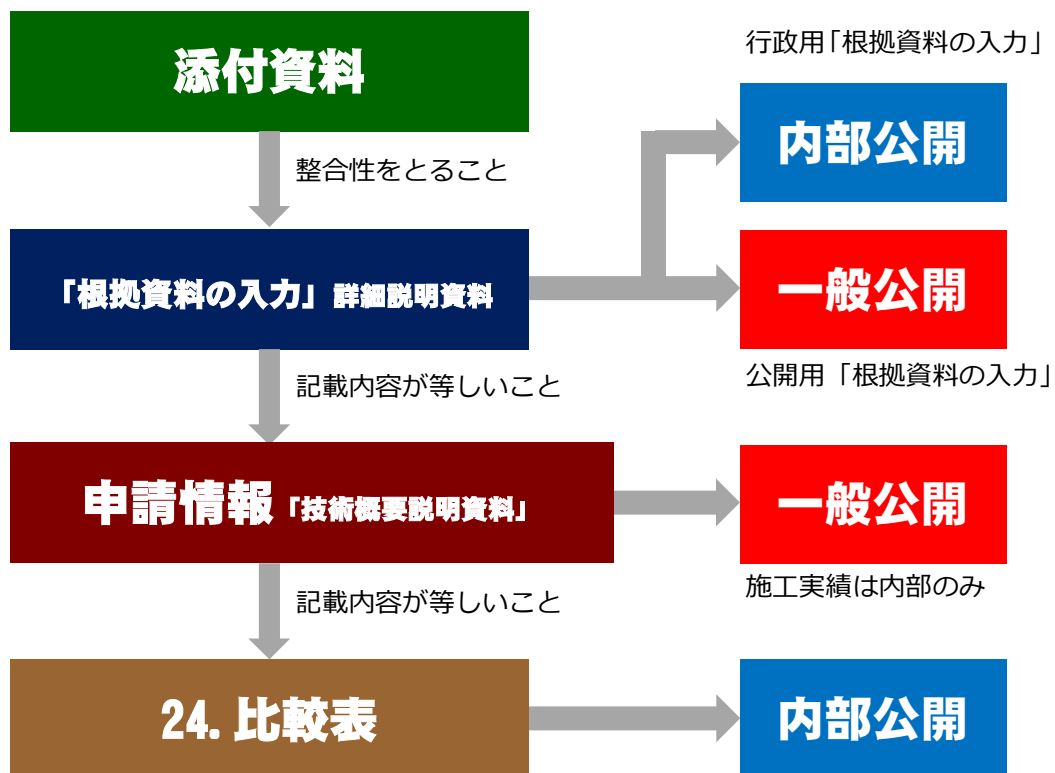 添付資料
行政用「根拠資料の入力」
内部公開
整合性をとること
「根拠資料の入力」詳細説明資料
一般公開
公開用「根拠資料の入力」
記載内容が等しいこと
申請情報「技術概要説明資料」
一般公開
施工実績は内部のみ
記載内容が等しいこと
24. 比較表
内部公開